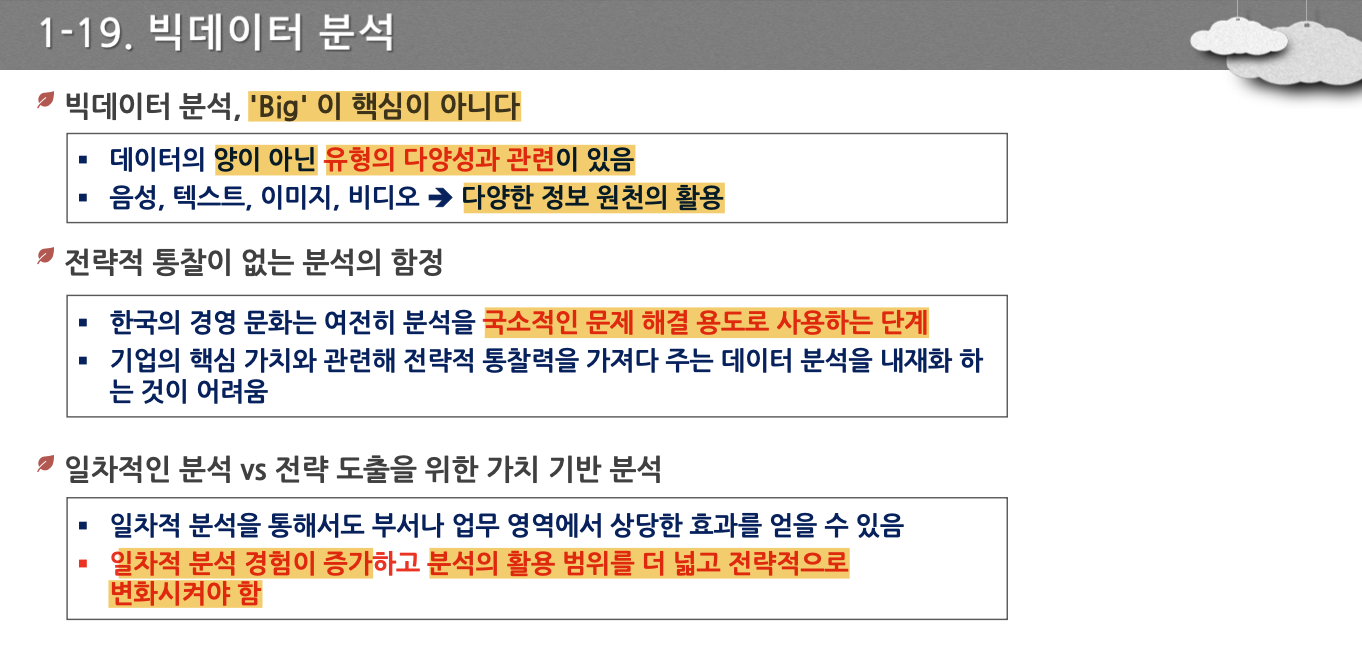 1-19. 빅데이터 분석
빅데이터 분석, 'Big' 이 핵심이 아니다
▪ 데이터의 양이 아닌 유형의 다양성과 관련이 있음
▪ 음성, 텍스트, 이미지, 비디오 ➔ 다양한 정보 원천의 활용
전략적 통찰이 없는 분석의 함정
▪ 한국의 경영 문화는 여전히 분석을 국소적인 문제 해결 용도로 사용하는 단계
▪ 기업의 핵심 가치와 관련해 전략적 통찰력을 가져다 주는 데이터 분석을 내재화 하
는 것이 어려움
일차적인 분석 vs 전략 도출을 위한 가치 기반 분석
▪ 일차적 분석을 통해서도 부서나 업무 영역에서 상당한 효과를 얻을 수 있음
▪ 일차적 분석 경험이 증가하고 분석의 활용 범위를 더 넓고 전략적으로
변화시켜야 함